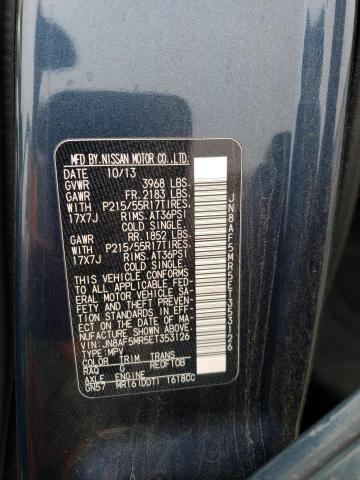 MFD BY.NISSAN MOTOR CO.,LTD.
DATE 10/13
GVWR 3968 LBS.
GAWR FR.2183 LBS.
WITH P215/55R17TIRES.
17X7J RIMS.AT36PSI
COLD SINGLE.
GAWR RR.1852 LBS.
WITH P215/55R17TIRES.
17X7J RIMS.AT36PSI
COLD SINGLE.
THIS VEHICLE CONFORMS
TO ALL APPLICABLE FED-
ERAL MOTOR VEHICLE SA-
FETY AND THEFT PREVEN-
TION STANDARDS IN EFF-
ECT ON THE DATE OF MA-
NUFACTURE SHOWN ABOVE.
VIN:JN8AF5MR5ET353126
TYPE:MPV
COLOR TRIM TRANS
RAG G RE0F10B
AXLE ENGINE
GN57 MR16(DDT) 1618CC
JN8AF5MR5ET353126